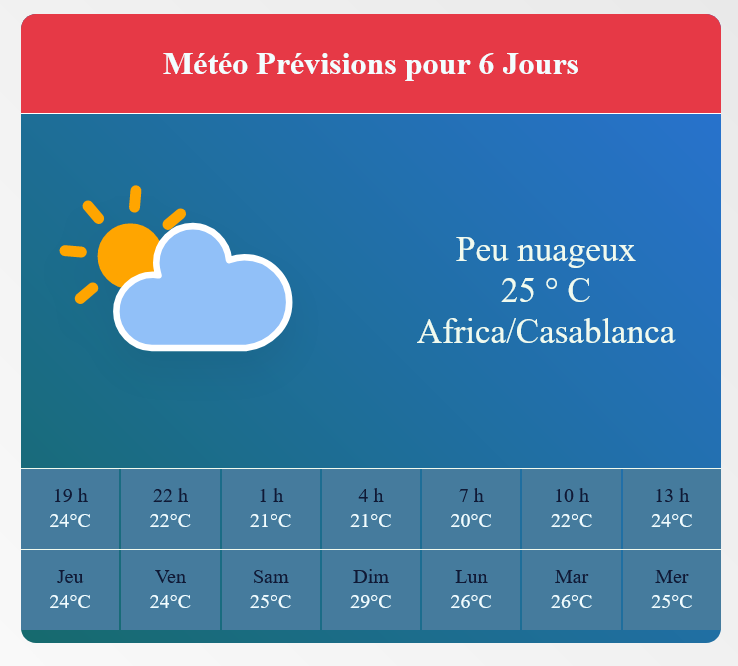 Météo Prévisions pour 6 Jours
Peu nuageux
25 ° C
Africa/Casablanca
19 h 22 h 1 h 4 h 7 h 10 h 13 h
24°C 22°C 21°C 21°C 20°C 22°C 24°C
Jeu Ven Sam Dim Lun Mar Mer
24°C 24°C 25°C 29°C 26°C 26°C 25°C